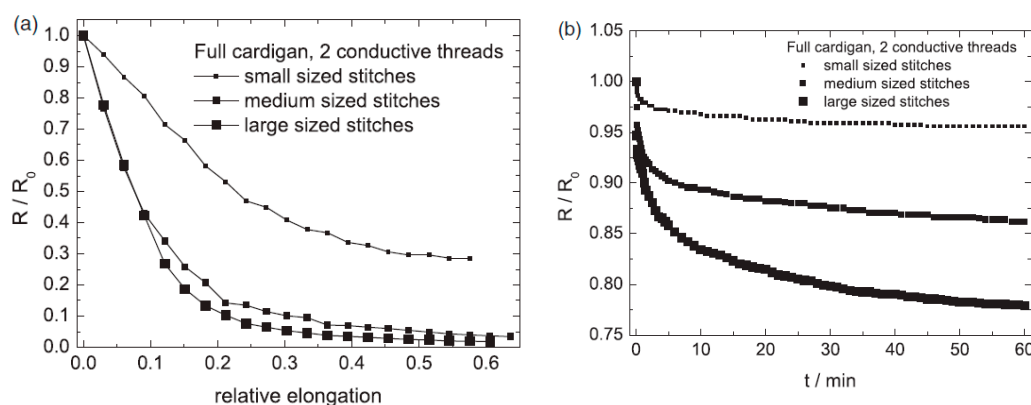 (a)
1.0
0.9
0.8
0.7
0.6
0.5
0.4
0.3
0.2
0.1
0.0
R / R₀
Full cardigan, 2 conductive threads
small sized stitches
medium sized stitches
large sized stitches
0.0 0.1 0.2 0.3 0.4 0.5 0.6
relative elongation
(b)
1.05
1.00
0.95
0.90
0.85
0.80
0.75
R / R₀
Full cardigan, 2 conductive threads
small sized stitches
medium sized stitches
large sized stitches
0 10 20 30 40 50 60
t / min